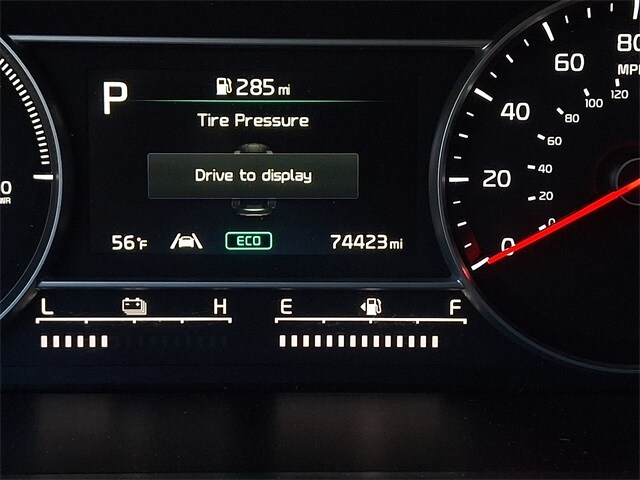 P
285 mi
Tire Pressure
Drive to display
56°F
ECO
74423 mi
L H
E F
0
20
40
60
80
MPH
0
20
40
60
80
100
120